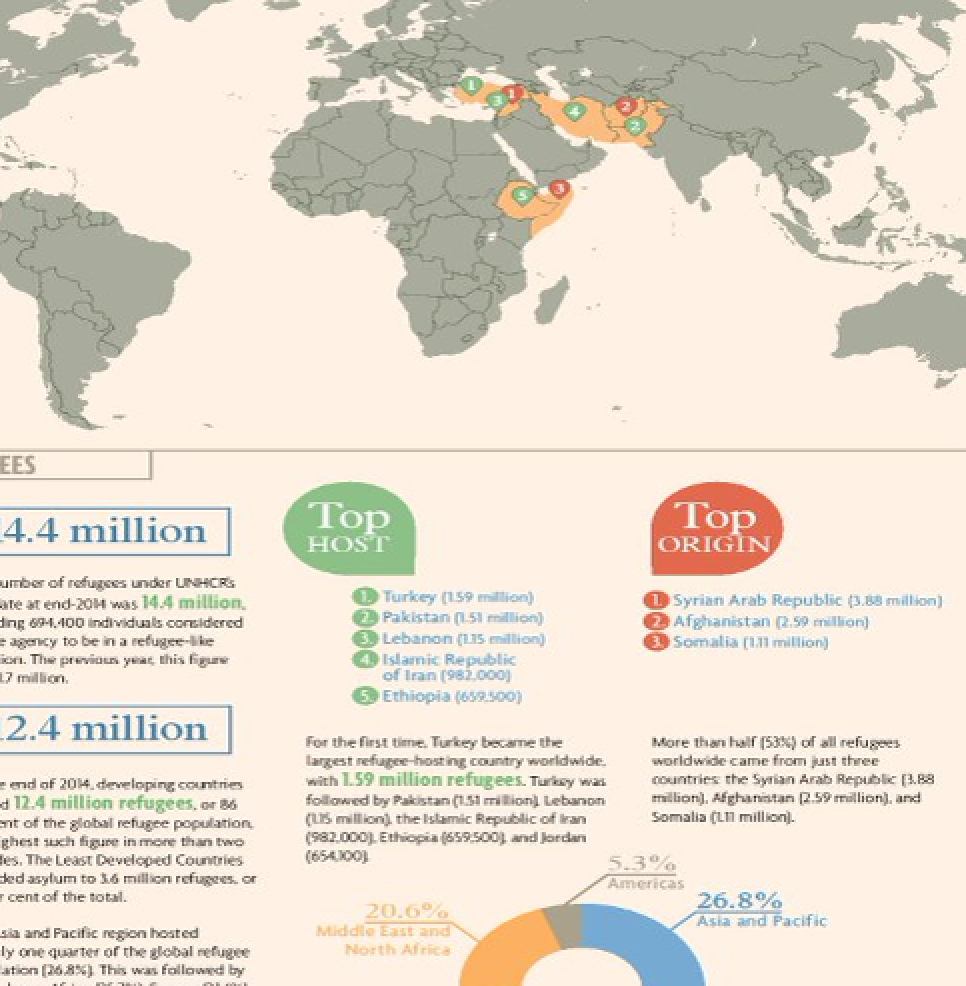 1
3
1
4
2
2
5
3
EES
14.4 million
umber of refugees under UNHCR's
ate at end-2014 was 14.4 million,
ding 694,400 individuals considered
e agency to be in a refugee-like
ion. The previous year, this figure
1.7 million.
12.4 million
e end of 2014, developing countries
d 12.4 million refugees, or 86
ent of the global refugee population,
ighest such figure in more than two
des. The Least Developed Countries
ded asylum to 3.6 million refugees, or
r cent of the total.
sia and Pacific region hosted
ly one quarter of the global refugee
lation (26.8%). This was followed by
Top
HOST
1. Turkey (1.59 million)
2. Pakistan (1.51 million)
3. Lebanon (1.15 million)
4. Islamic Republic
of Iran (982,000)
5. Ethiopia (659,500)
For the first time, Turkey became the
largest refugee-hosting country worldwide,
with 1.59 million refugees. Turkey was
followed by Pakistan (1.51 million), Lebanon
(1.15 million), the Islamic Republic of Iran
(982,000), Ethiopia (659,500), and Jordan
(654,100).
Top
ORIGIN
1. Syrian Arab Republic (3.88 million)
2. Afghanistan (2.59 million)
3. Somalia (1.11 million)
More than half (53%) of all refugees
worldwide came from just three
countries: the Syrian Arab Republic (3.88
million), Afghanistan (2.59 million), and
Somalia (1.11 million).
5.3%
Americas
26.8%
Asia and Pacific
20.6%
Middle East and
North Africa